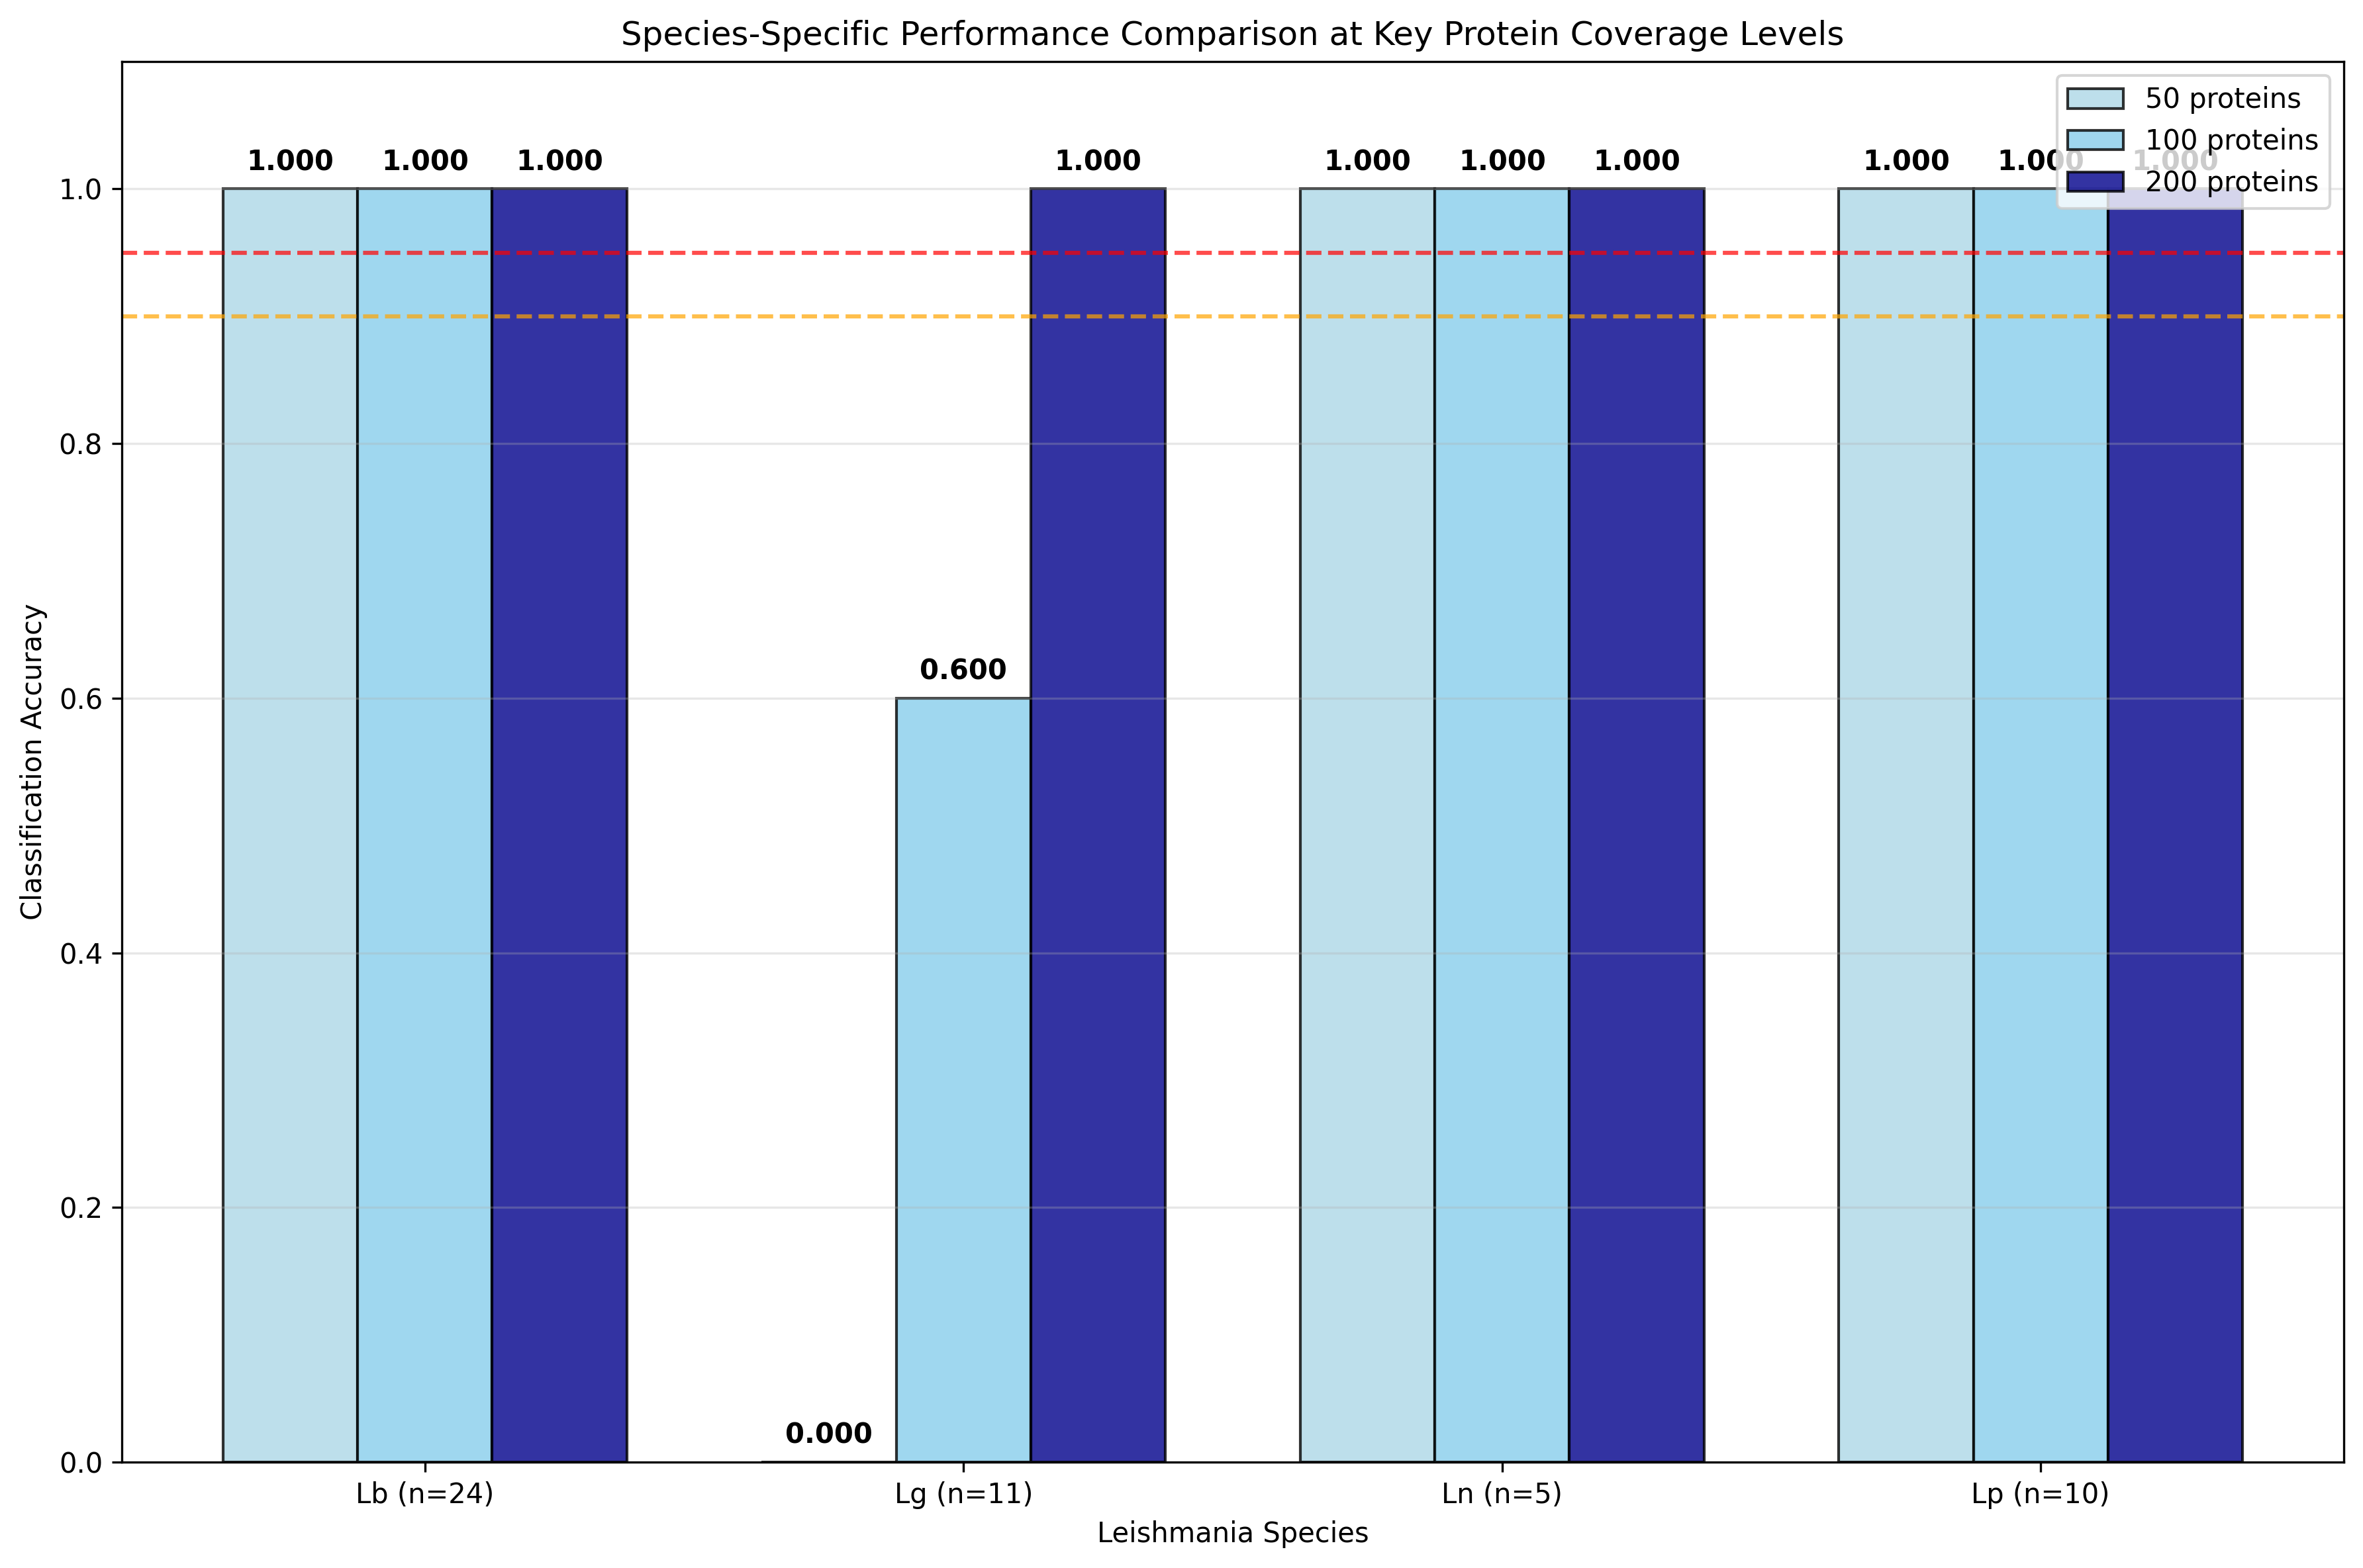 Species-Specific Performance Comparison at Key Protein Coverage Levels
50 proteins
100 proteins
200 proteins
1.000 1.000 1.000 1.000 1.000 1.000 1.000 1.000 1.000 1.000
0.600
0.000
1.0
0.8
0.6
0.4
0.2
0.0
Classification Accuracy
Lb (n=24) Lg (n=11) Ln (n=5) Lp (n=10)
Leishmania Species